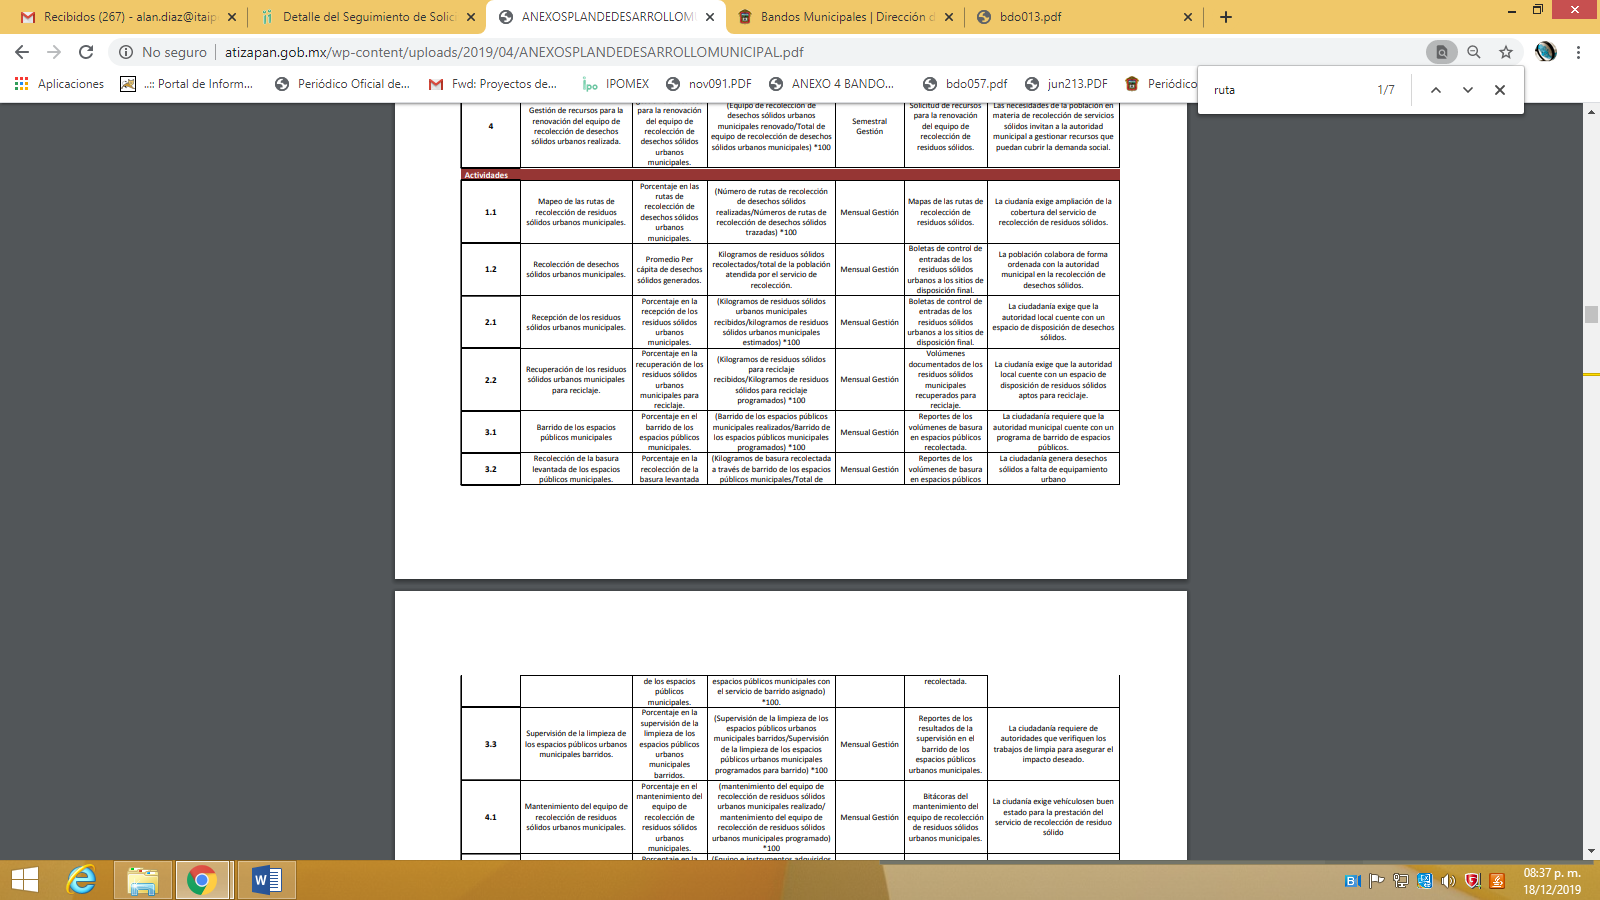 Recibidos (267) - alan.diaz@itaip
Detalle del Seguimiento de Solici
ANEXOSPLANDEDESARROLLOMU
Bandos Municipales | Dirección d
bdo013.pdf
No seguro
atizapan.gob.mx/wp-content/uploads/2019/04/ANEXOSPLANDEDESARROLLOMUNICIPAL.pdf
Aplicaciones
..:: Portal de Inform...
Periódico Oficial de...
Fwd: Proyectos de...
IPOMEX
nov091.PDF
ANEXO 4 BANDO...
bdo057.pdf
jun213.PDF
Periódico
ruta
1/7
4
Gestión de recursos para la
renovación del equipo de
recolección de desechos
sólidos urbanos realizada.
para la renovación
del equipo de
recolección de
desechos sólidos
urbanos
municipales.
(Equipo de recolección de
desechos sólidos urbanos
municipales renovado/Total de
equipo de recolección de desechos
sólidos urbanos municipales) *100
Semestral
Gestión
Solicitud de recursos
para la renovación
del equipo de
recolección de
residuos sólidos.
Las necesidades de la población en
materia de recolección de servicios
sólidos invitan a la autoridad
municipal a gestionar recursos que
puedan cubrir la demanda social.
Actividades
1.1
Mapeo de las rutas de
recolección de residuos
sólidos urbanos municipales.
Porcentaje en las
rutas de
recolección de
desechos sólidos
urbanos
municipales.
(Número de rutas de recolección
de desechos sólidos
realizadas/Números de rutas de
recolección de desechos sólidos
trazadas) *100
Mensual Gestión
Mapas de las rutas de
recolección de
residuos sólidos.
La ciudanía exige ampliación de la
cobertura del servicio de
recolección de residuos sólidos.
1.2
Recolección de desechos
sólidos urbanos municipales.
Promedio Per
cápita de desechos
sólidos generados.
Kilogramos de residuos sólidos
recolectados/total de la población
atendida por el servicio de
recolección.
Mensual Gestión
Boletas de control de
entradas de los
residuos sólidos
urbanos a los sitios de
disposición final.
La población colabora de forma
ordenada con la autoridad
municipal en la recolección de
desechos sólidos.
2.1
Recepción de los residuos
sólidos urbanos municipales.
Porcentaje en la
recepción de los
residuos sólidos
urbanos
municipales.
(Kilogramos de residuos sólidos
urbanos municipales
recibidos/kilogramos de residuos
sólidos urbanos municipales
estimados) *100
Mensual Gestión
Boletas de control de
entradas de los
residuos sólidos
urbanos a los sitios de
disposición final.
La ciudadanía exige que la
autoridad local cuente con un
espacio de disposición de desechos
sólidos.
2.2
Recuperación de los residuos
sólidos urbanos municipales
para reciclaje.
Porcentaje en la
recuperación de los
residuos sólidos
urbanos
municipales para
reciclaje.
(Kilogramos de residuos sólidos
para reciclaje
recibidos/Kilogramos de residuos
sólidos para reciclaje
programados) *100
Mensual Gestión
Volúmenes
documentados de los
residuos sólidos
municipales
recuperados para
reciclaje.
La ciudanía exige que la autoridad
local cuente con un espacio de
disposición de residuos sólidos
aptos para reciclaje.
3.1
Barrido de los espacios
públicos municipales
Porcentaje en el
barrido de los
espacios públicos
municipales.
(Barrido de los espacios públicos
municipales realizados/Barrido de
los espacios públicos municipales
programados) *100
Mensual Gestión
Reportes de los
volúmenes de basura
en espacios públicos
recolectada.
La ciudadanía requiere que la
autoridad municipal cuente con un
programa de barrido de espacios
públicos.
3.2
Recolección de la basura
levantada de los espacios
públicos municipales.
Porcentaje en la
recolección de la
basura levantada
(Kilogramos de basura recolectada
a través de barrido de los espacios
públicos municipales/Total de
Mensual Gestión
Reportes de los
volúmenes de basura
en espacios públicos
La ciudadanía genera desechos
sólidos a falta de equipamiento
urbano
de los espacios
públicos
municipales.
espacios públicos municipales con
el servicio de barrido asignado)
*100.
recolectada.
3.3
Supervisión de la limpieza de
los espacios públicos urbanos
municipales barridos.
Porcentaje en la
supervisión de la
limpieza de los
espacios públicos
urbanos
municipales
barridos.
(Supervisión de la limpieza de los
espacios públicos urbanos
municipales barridos/Supervisión
de la limpieza de los espacios
públicos urbanos municipales
programados para barrido) *100
Mensual Gestión
Reportes de los
resultados de la
supervisión en el
barrido de los
espacios públicos
urbanos municipales.
La ciudadanía requiere de
autoridades que verifiquen los
trabajos de limpia para asegurar el
impacto deseado.
4.1
Mantenimiento del equipo de
recolección de residuos
sólidos urbanos municipales.
Porcentaje en el
mantenimiento del
equipo de
recolección de
residuos sólidos
urbanos
municipales.
(mantenimiento del equipo de
recolección de residuos sólidos
urbanos municipales realizado/
mantenimiento del equipo de
recolección de residuos sólidos
urbanos municipales programado)
*100
Mensual Gestión
Bitácoras del
mantenimiento del
equipo de recolección
de residuos sólidos
urbanos municipales.
La ciudanía exige vehículosen buen
estado para la prestación del
servicio de recolección de residuo
sólido
Porcentaje en la
(Equipo e instrumentos adquiridos
08:37 p. m.
18/12/2019